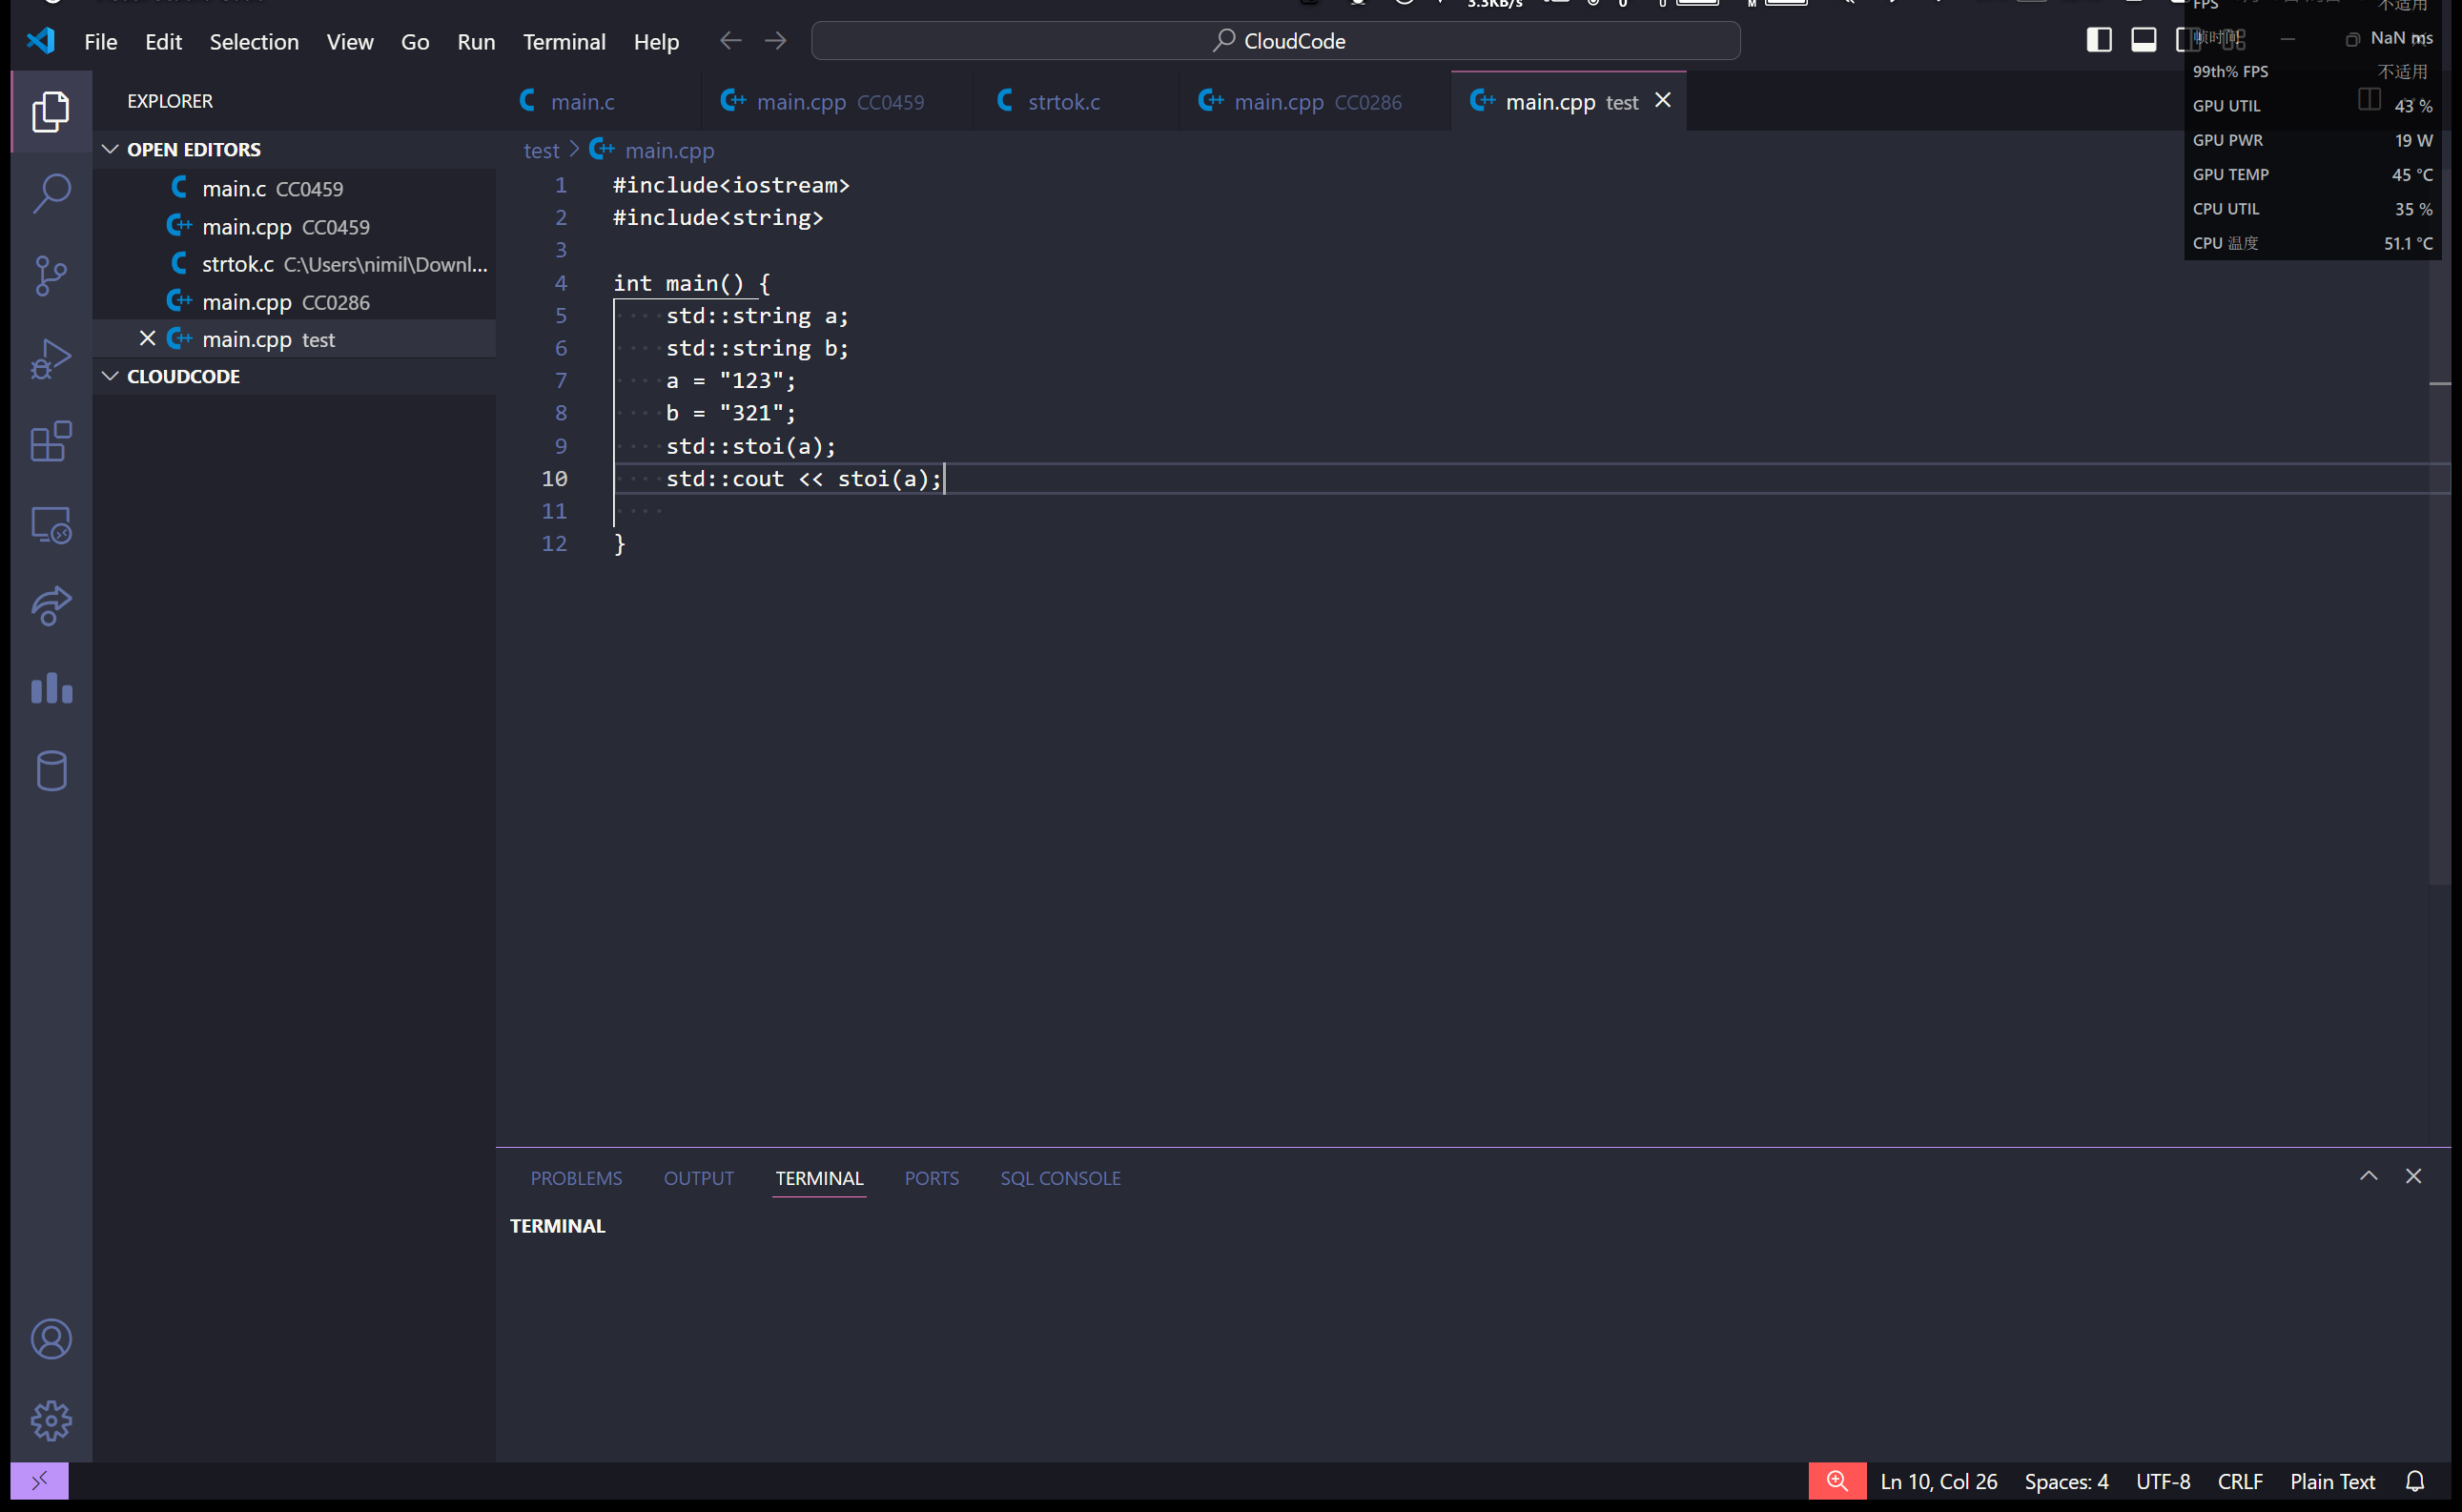 3.3KB/s
File Edit Selection View Go Run Terminal Help
CloudCode
FPS 不适用
帧时间 NaN ms
99th% FPS 不适用
GPU UTIL 43 %
GPU PWR 19 W
GPU TEMP 45 °C
CPU UTIL 35 %
CPU 温度 51.1 °C
EXPLORER
OPEN EDITORS
main.c CC0459
main.cpp CC0459
strtok.c C:\Users\nimil\Downl...
main.cpp CC0286
main.cpp test
CLOUDCODE
main.c main.cpp CC0459 strtok.c main.cpp CC0286 main.cpp test
test > main.cpp
1 #include<iostream>
2 #include<string>
3
4 int main() {
5 std::string a;
6 std::string b;
7 a = "123";
8 b = "321";
9 std::stoi(a);
10 std::cout << stoi(a);
11
12 }
PROBLEMS OUTPUT TERMINAL PORTS SQL CONSOLE
TERMINAL
Ln 10, Col 26 Spaces: 4 UTF-8 CRLF Plain Text